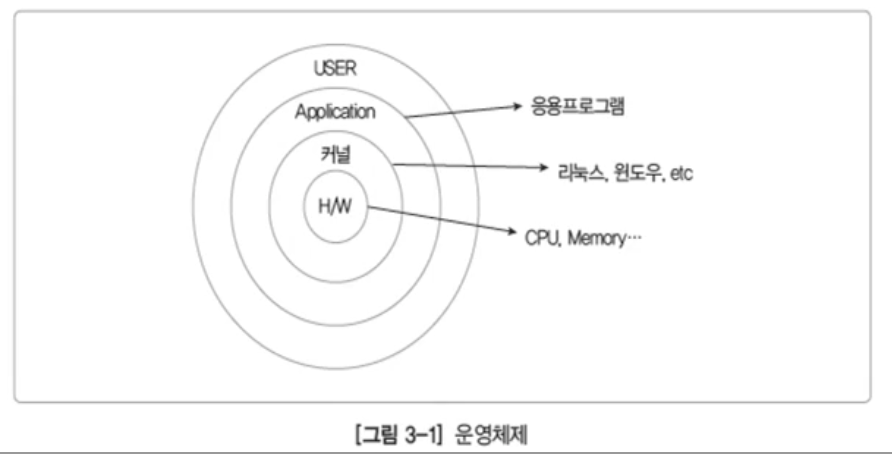 USER
Application
응용프로그램
커널
리눅스, 윈도우, etc
H/W
CPU, Memory…
[그림 3-1] 운영체제